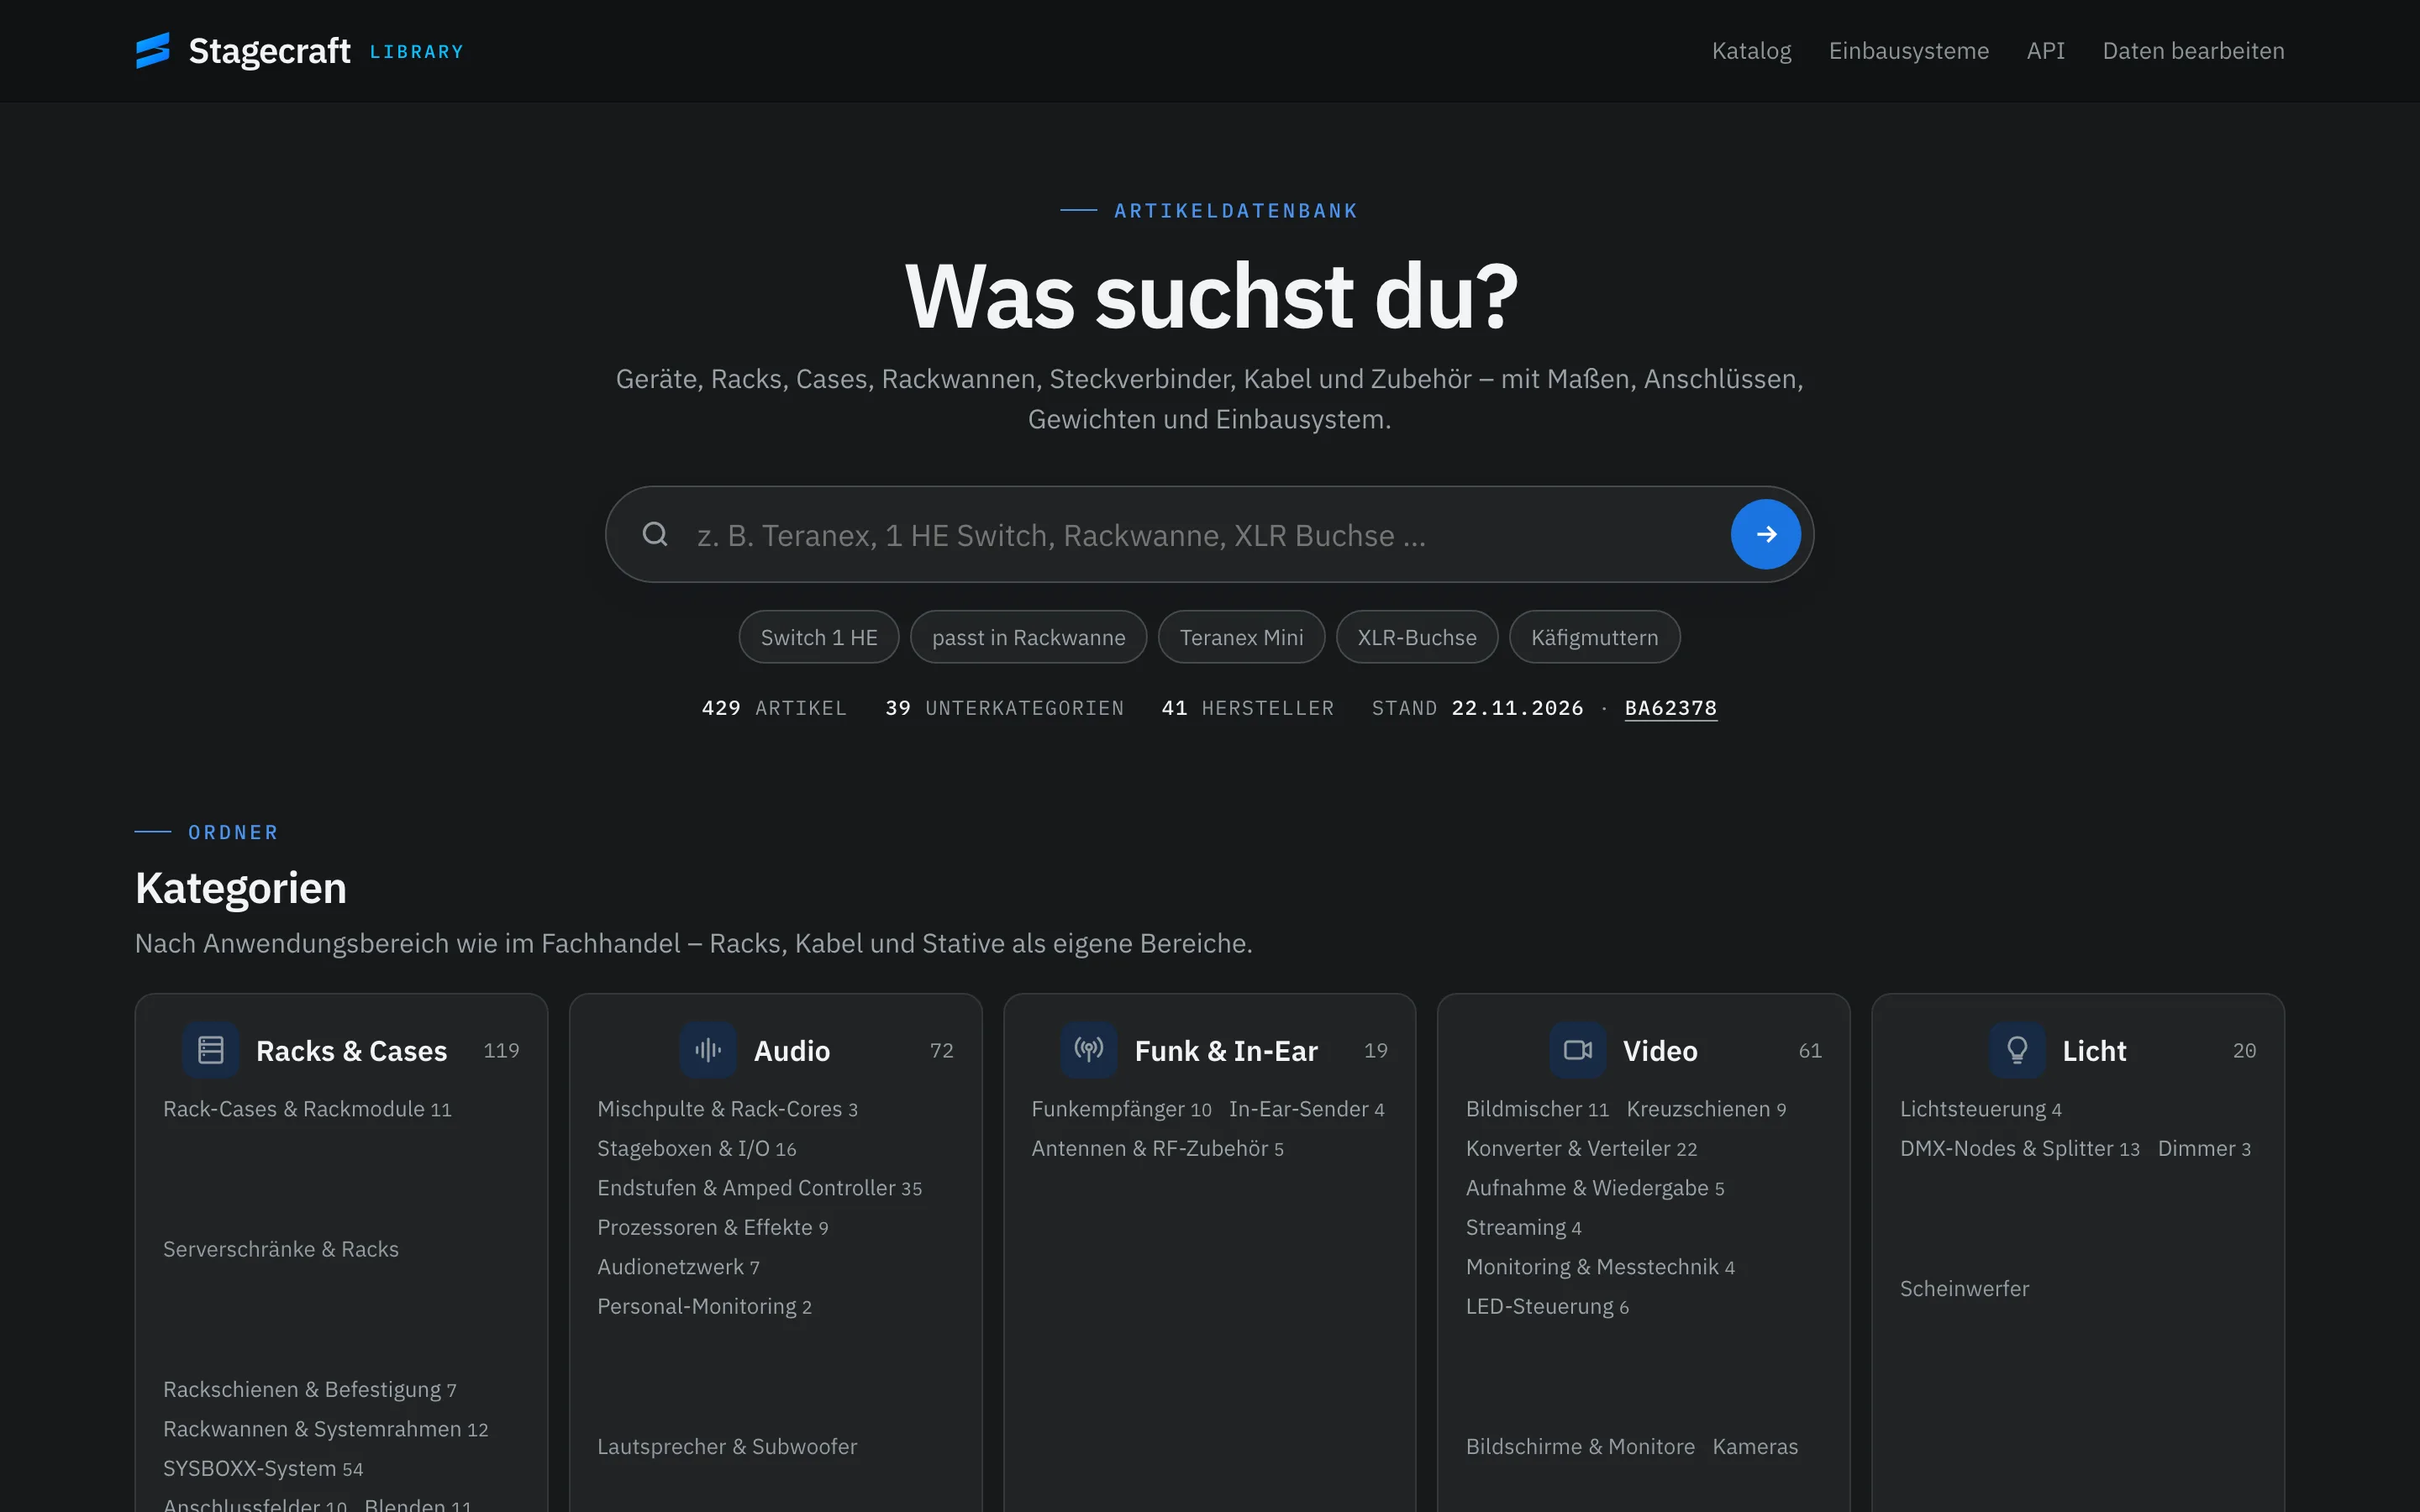 Stagecraft LIBRARY
Katalog Einbausysteme API Daten bearbeiten
ARTIKELDATENBANK
Was suchst du?
Geräte, Racks, Cases, Rackwannen, Steckverbinder, Kabel und Zubehör – mit Maßen, Anschlüssen,
Gewichten und Einbausystem.
z. B. Teranex, 1 HE Switch, Rackwanne, XLR Buchse ...
Switch 1 HE passt in Rackwanne Teranex Mini XLR-Buchse Käfigmuttern
429 ARTIKEL 39 UNTERKATEGORIEN 41 HERSTELLER STAND 22.11.2026 · BA62378
ORDNER
Kategorien
Nach Anwendungsbereich wie im Fachhandel – Racks, Kabel und Stative als eigene Bereiche.
Racks & Cases 119
Rack-Cases & Rackmodule 11
Serverschränke & Racks
Rackschienen & Befestigung 7
Rackwannen & Systemrahmen 12
SYSBOXX-System 54
Anschlussfelder 10 Blenden 11
Audio 72
Mischpulte & Rack-Cores 3
Stageboxen & I/O 16
Endstufen & Amped Controller 35
Prozessoren & Effekte 9
Audionetzwerk 7
Personal-Monitoring 2
Lautsprecher & Subwoofer
Funk & In-Ear 19
Funkempfänger 10 In-Ear-Sender 4
Antennen & RF-Zubehör 5
Video 61
Bildmischer 11 Kreuzschienen 9
Konverter & Verteiler 22
Aufnahme & Wiedergabe 5
Streaming 4
Monitoring & Messtechnik 4
LED-Steuerung 6
Bildschirme & Monitore Kameras
Licht 20
Lichtsteuerung 4
DMX-Nodes & Splitter 13 Dimmer 3
Scheinwerfer